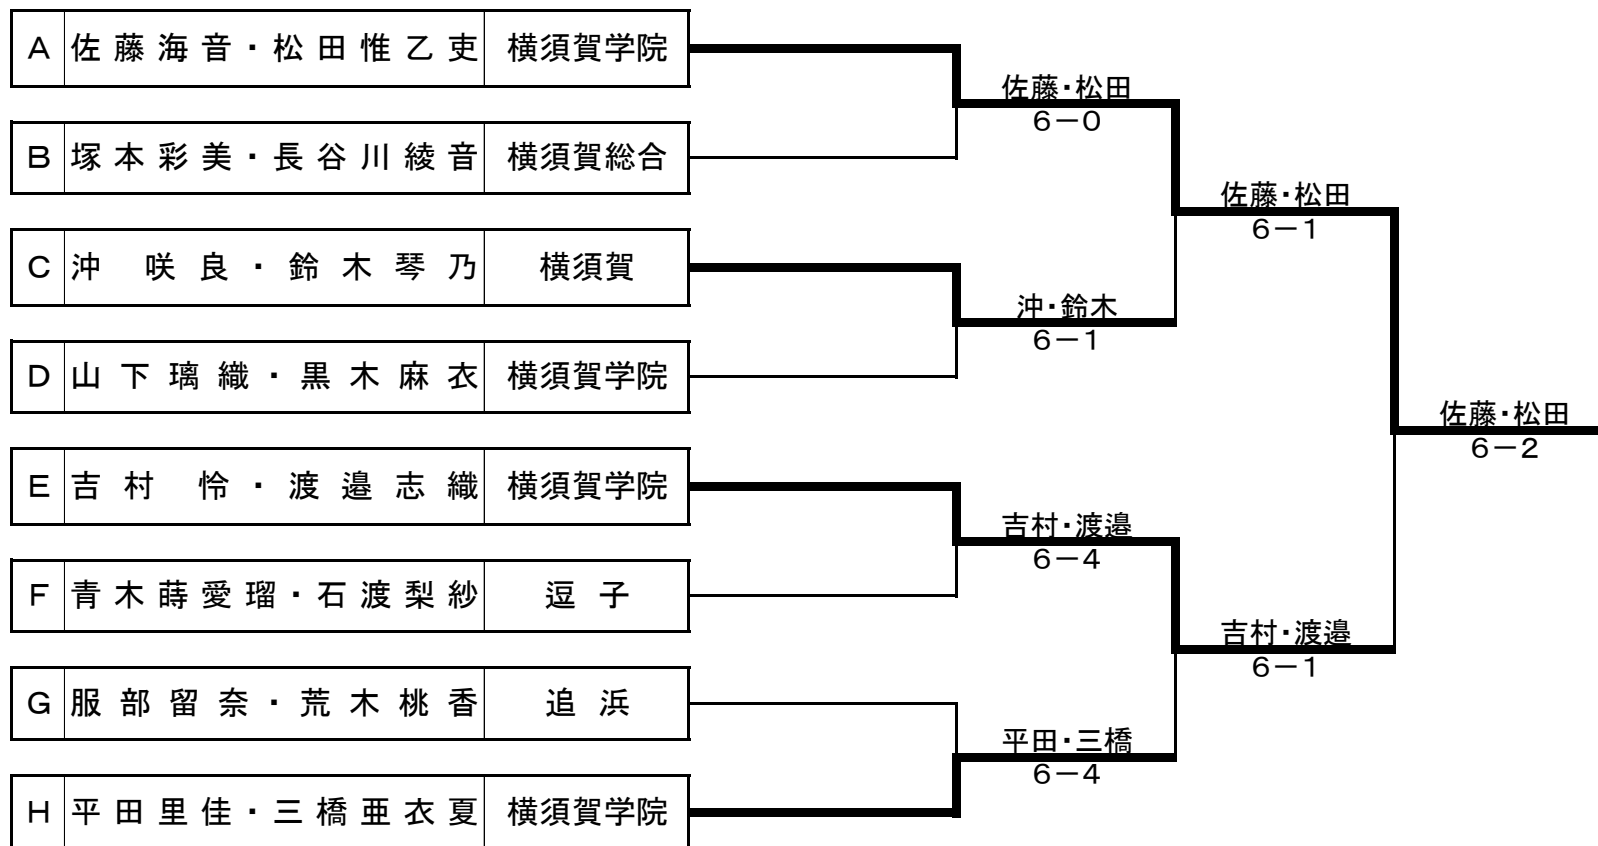 A 佐藤海音・松田惟乙吏 横須賀学院
佐藤・松田
6－0
B 塚本彩美・長谷川綾音 横須賀総合
佐藤・松田
6－1
C 沖　咲良・鈴木琴乃 横須賀
沖・鈴木
6－1
D 山下璃織・黒木麻衣 横須賀学院
佐藤・松田
6－2
E 吉村　怜・渡邉志織 横須賀学院
吉村・渡邉
6－4
F 青木蒔愛瑠・石渡梨紗 逗子
吉村・渡邉
6－1
G 服部留奈・荒木桃香 追浜
平田・三橋
6－4
H 平田里佳・三橋亜衣夏 横須賀学院